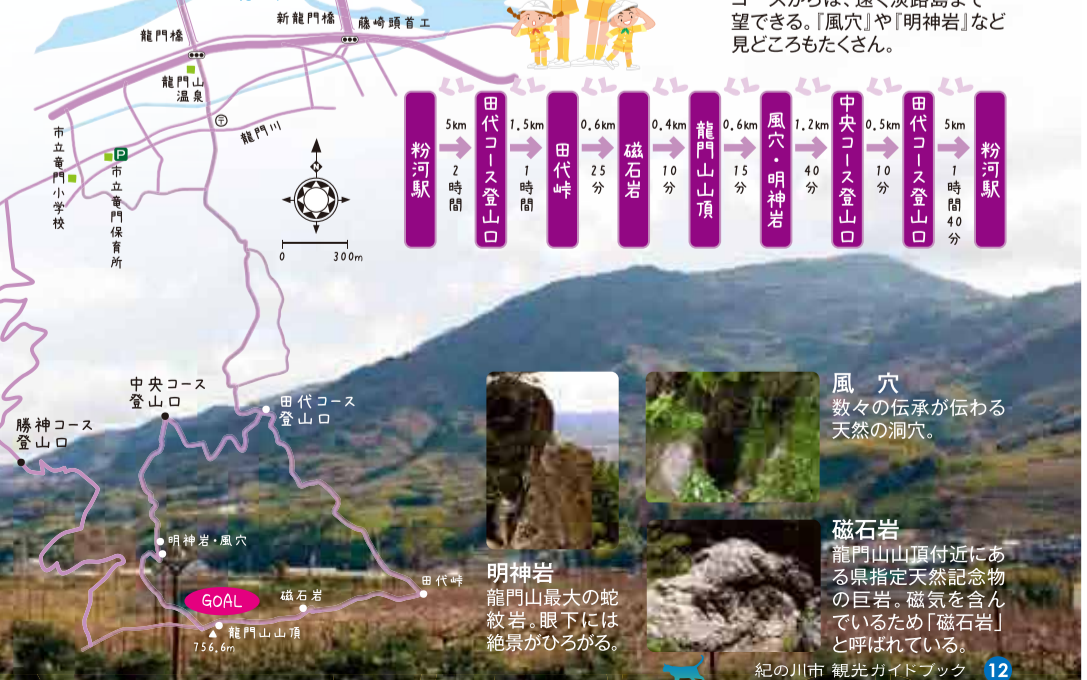 コースからは、遠く淡路島まで
望できる。『風穴』や『明神岩』など
見どころもたくさん。
新龍門橋
藤崎頭首工
龍門橋
龍門山
温泉
龍門川
市立竜門小学校
P
市立竜門保育所
0 300m
粉河駅
5km
2時間
田代コース登山口
1.5km
1時間
田代峠
0.6km
25分
磁石岩
0.4km
10分
龍門山山頂
0.6km
15分
風穴・明神岩
1.2km
40分
中央コース登山口
0.5km
10分
田代コース登山口
5km
1時間40分
粉河駅
中央コース
登山口
田代コース
登山口
勝神コース
登山口
明神岩・風穴
田代峠
磁石岩
GOAL
龍門山山頂
756.6m
風 穴
数々の伝承が伝わる
天然の洞穴。
明神岩
龍門山最大の蛇
紋岩。眼下には
絶景がひろがる。
磁石岩
龍門山山頂付近にあ
る県指定天然記念物
の巨岩。磁気を含ん
でいるため「磁石岩」
と呼ばれている。
紀の川市 観光ガイドブック 12